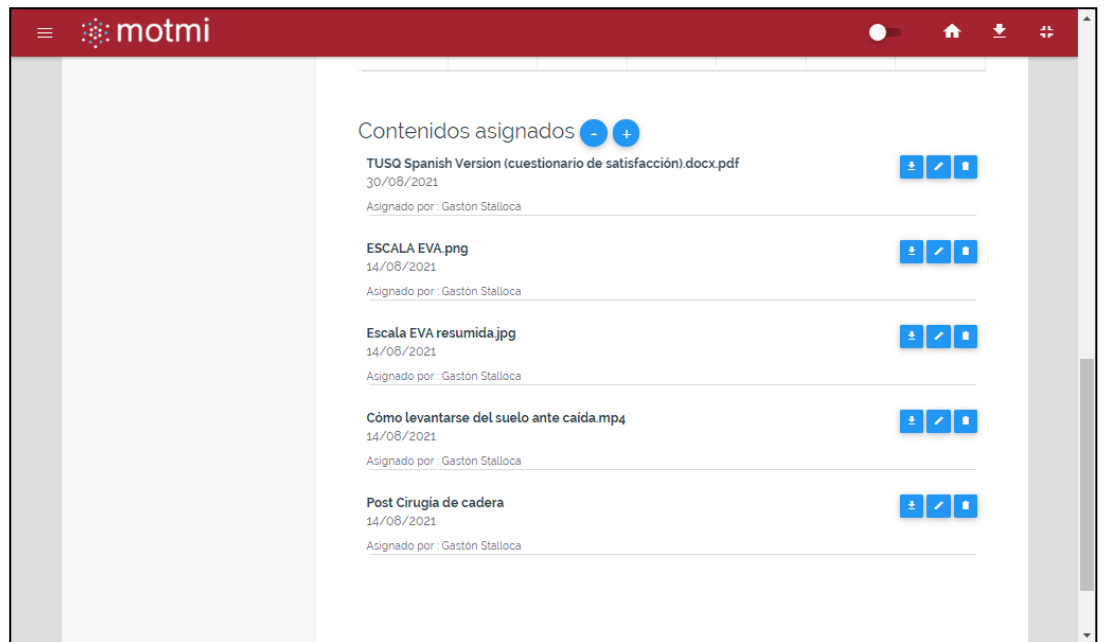 motmi
Contenidos asignados - +
TUSQ Spanish Version (cuestionario de satisfacción).docx.pdf
30/08/2021
Asignado por : Gastón Stalloca
ESCALA EVA.png
14/08/2021
Asignado por : Gastón Stalloca
Escala EVA resumida.jpg
14/08/2021
Asignado por : Gastón Stalloca
Cómo levantarse del suelo ante caída.mp4
14/08/2021
Asignado por : Gastón Stalloca
Post Cirugía de cadera
14/08/2021
Asignado por : Gastón Stalloca